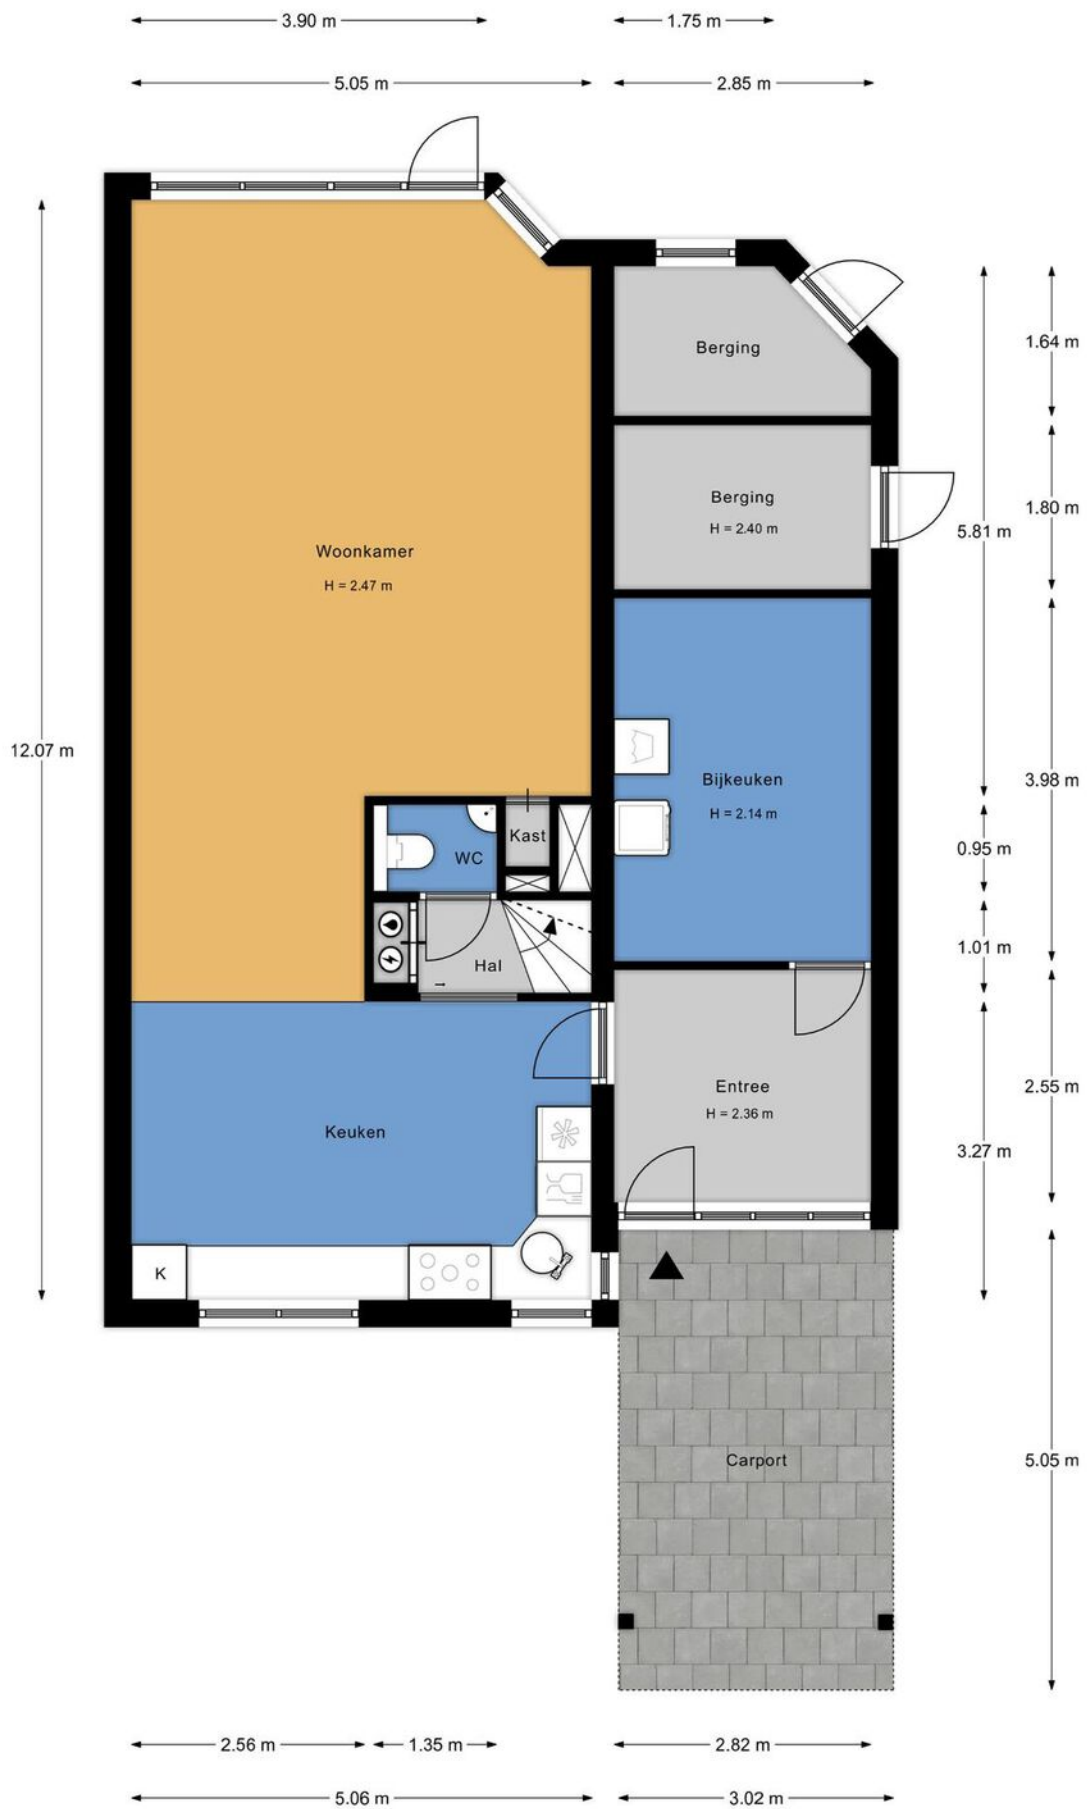 3.90 m
1.75 m
5.05 m
2.85 m
Berging
1.64 m
Berging
H = 2.40 m
1.80 m
5.81 m
Woonkamer
H = 2.47 m
12.07 m
Bijkeuken
H = 2.14 m
3.98 m
Kast
WC
0.95 m
1.01 m
Hal
Entree
H = 2.36 m
2.55 m
Keuken
3.27 m
K
Carport
5.05 m
2.56 m
1.35 m
2.82 m
5.06 m
3.02 m